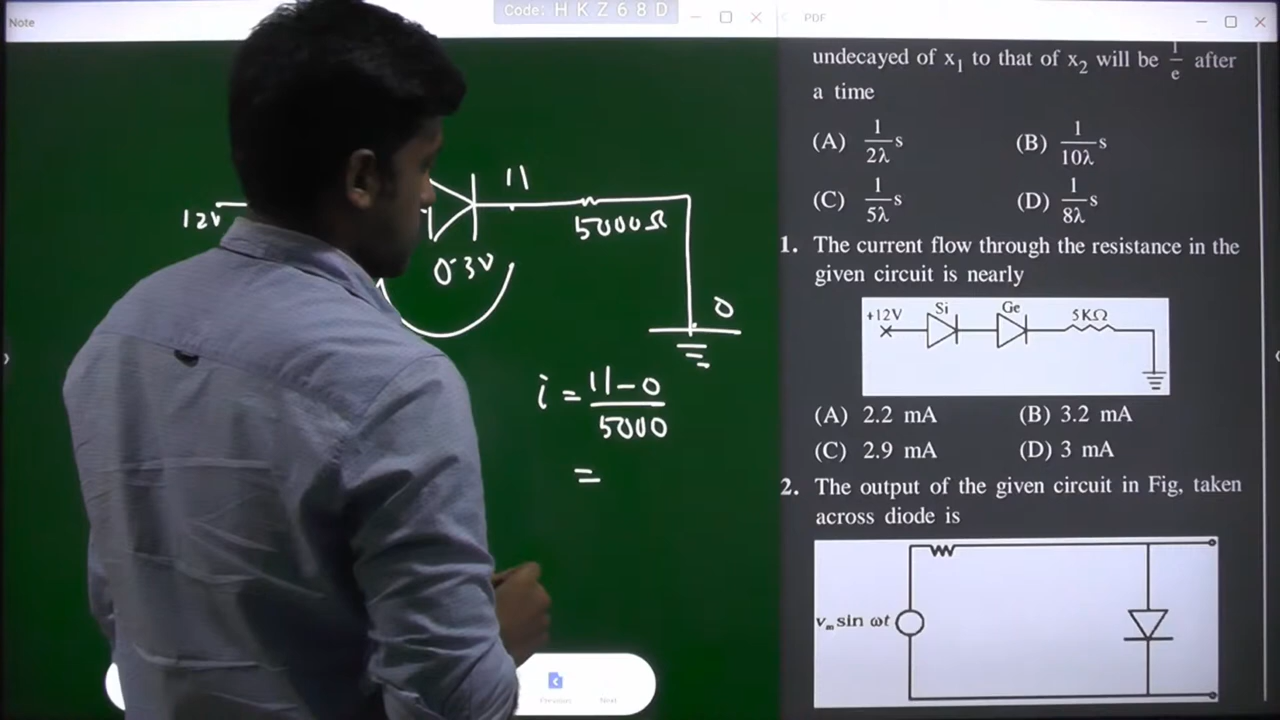 Note
Code: H K Z 6 8 D
PDF
12V
11
5000Ω
0.3V
0
i = 11-0
5000
=
undecayed of x₁ to that of x₂ will be 1/e after
a time
(A) 1/2λ s
(B) 1/10λ s
(C) 1/5λ s
(D) 1/8λ s
1. The current flow through the resistance in the
given circuit is nearly
+12V Si Ge 5KΩ
(A) 2.2 mA
(B) 3.2 mA
(C) 2.9 mA
(D) 3 mA
2. The output of the given circuit in Fig, taken
across diode is
vₘ sin ωt
Previous Next